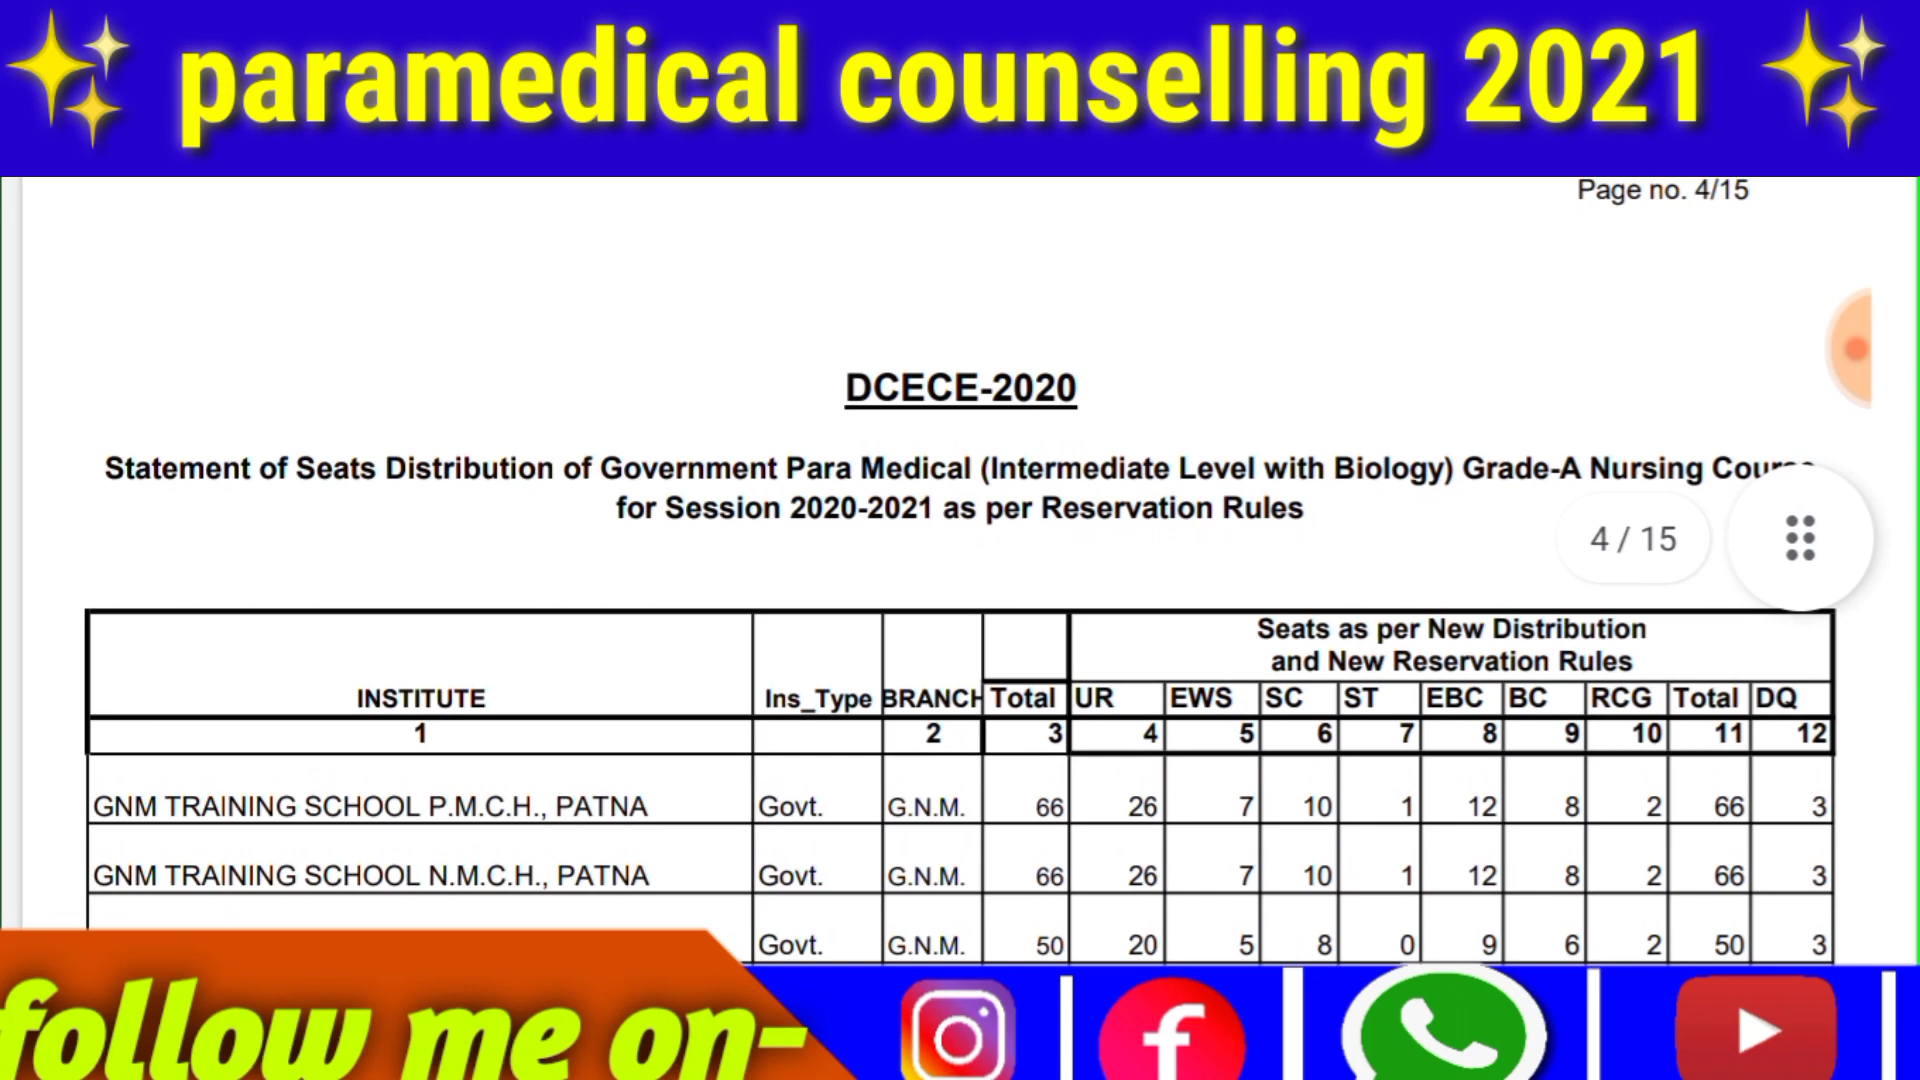 paramedical counselling 2021
Page no. 4/15
DCECE-2020
Statement of Seats Distribution of Government Para Medical (Intermediate Level with Biology) Grade-A Nursing
for Session 2020-2021 as per Reservation Rules
4 / 15
Seats as per New Distribution
and New Reservation Rules
INSTITUTE Ins_Type BRANCH Total UR EWS SC ST EBC BC RCG Total DQ
1 2 3 4 5 6 7 8 9 10 11 12
GNM TRAINING SCHOOL P.M.C.H., PATNA Govt. G.N.M. 66 26 7 10 1 12 8 2 66 3
GNM TRAINING SCHOOL N.M.C.H., PATNA Govt. G.N.M. 66 26 7 10 1 12 8 2 66 3
Govt. G.N.M. 50 20 5 8 0 9 6 2 50 3
follow me on-